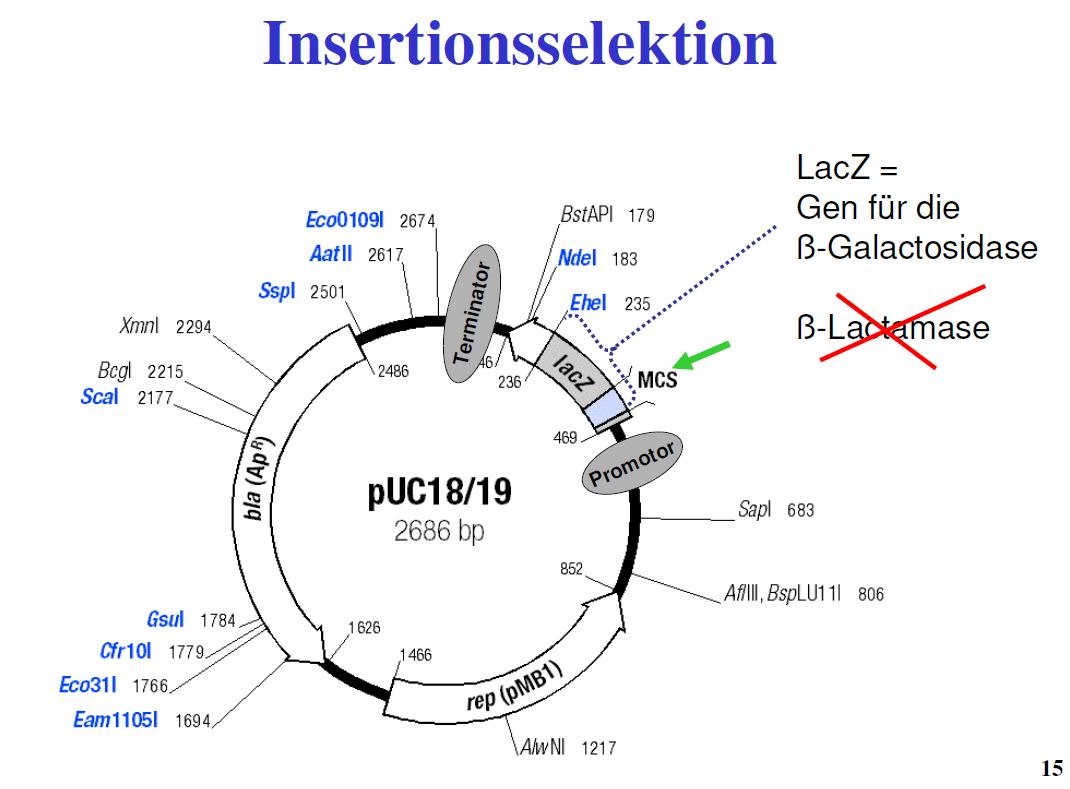 Insertionsselektion
LacZ =
Gen für die
ß-Galactosidase
ß-Lactamase
Eco0109I 2674
AatII 2617
SspI 2501
XmnI 2294
BcgI 2215
ScaI 2177
BstAPI 179
NdeI 183
EheI 235
Terminator
2486
46
236
lacZ
MCS
469
Promotor
bla (ApR)
pUC18/19
2686 bp
SapI 683
852
AflIII, BspLU11I 806
GsuI 1784
Cfr10I 1779
Eco31I 1766
Eam1105I 1694
1626
1466
rep (pMB1)
AlwNI 1217
15